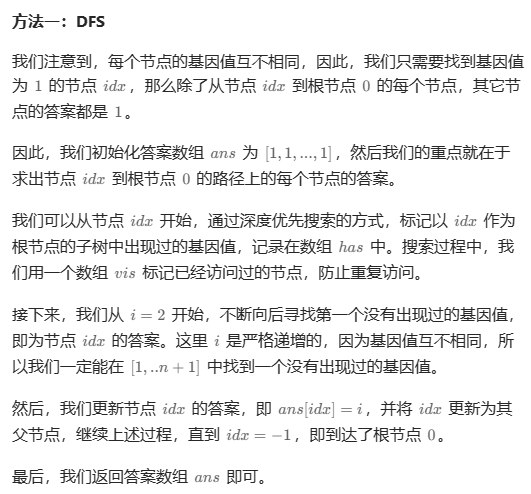 方法一：DFS
我们注意到，每个节点的基因值互不相同，因此，我们只需要找到基因值
为 1 的节点 idx，那么除了从节点 idx 到根节点 0 的每个节点，其它节
点的答案都是 1。
因此，我们初始化答案数组 ans 为 [1,1,...,1]，然后我们的重点就在于
求出节点 idx 到根节点 0 的路径上的每个节点的答案。
我们可以从节点 idx 开始，通过深度优先搜索的方式，标记以 idx 作为
根节点的子树中出现过的基因值，记录在数组 has 中。搜索过程中，我
们用一个数组 vis 标记已经访问过的节点，防止重复访问。
接下来，我们从 i = 2 开始，不断向后寻找第一个没有出现过的基因值，
即为节点 idx 的答案。这里 i 是严格递增的，因为基因值互不相同，所
以我们一定能在 [1,..n + 1] 中找到一个没有出现过的基因值。
然后，我们更新节点 idx 的答案，即 ans[idx] = i，并将 idx 更新为其
父节点，继续上述过程，直到 idx = −1，即到达了根节点 0。
最后，我们返回答案数组 ans 即可。